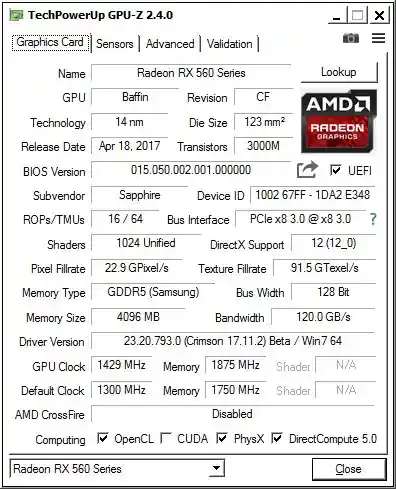 TechPowerUp GPU-Z 2.4.0
Graphics Card Sensors Advanced Validation
Name Radeon RX 560 Series Lookup
GPU Baffin Revision CF
AMD
RADEON
GRAPHICS
Technology 14 nm Die Size 123 mm²
Release Date Apr 18, 2017 Transistors 3000M
BIOS Version 015.050.002.001.000000 UEFI
Subvendor Sapphire Device ID 1002 67FF - 1DA2 E348
ROPs/TMUs 16 / 64 Bus Interface PCIe x8 3.0 @ x8 3.0 ?
Shaders 1024 Unified DirectX Support 12 (12_0)
Pixel Fillrate 22.9 GPixel/s Texture Fillrate 91.5 GTexel/s
Memory Type GDDR5 (Samsung) Bus Width 128 Bit
Memory Size 4096 MB Bandwidth 120.0 GB/s
Driver Version 23.20.793.0 (Crimson 17.11.2) Beta / Win7 64
GPU Clock 1429 MHz Memory 1875 MHz Shader N/A
Default Clock 1300 MHz Memory 1750 MHz Shader N/A
AMD CrossFire Disabled
Computing OpenCL CUDA PhysX DirectCompute 5.0
Radeon RX 560 Series Close